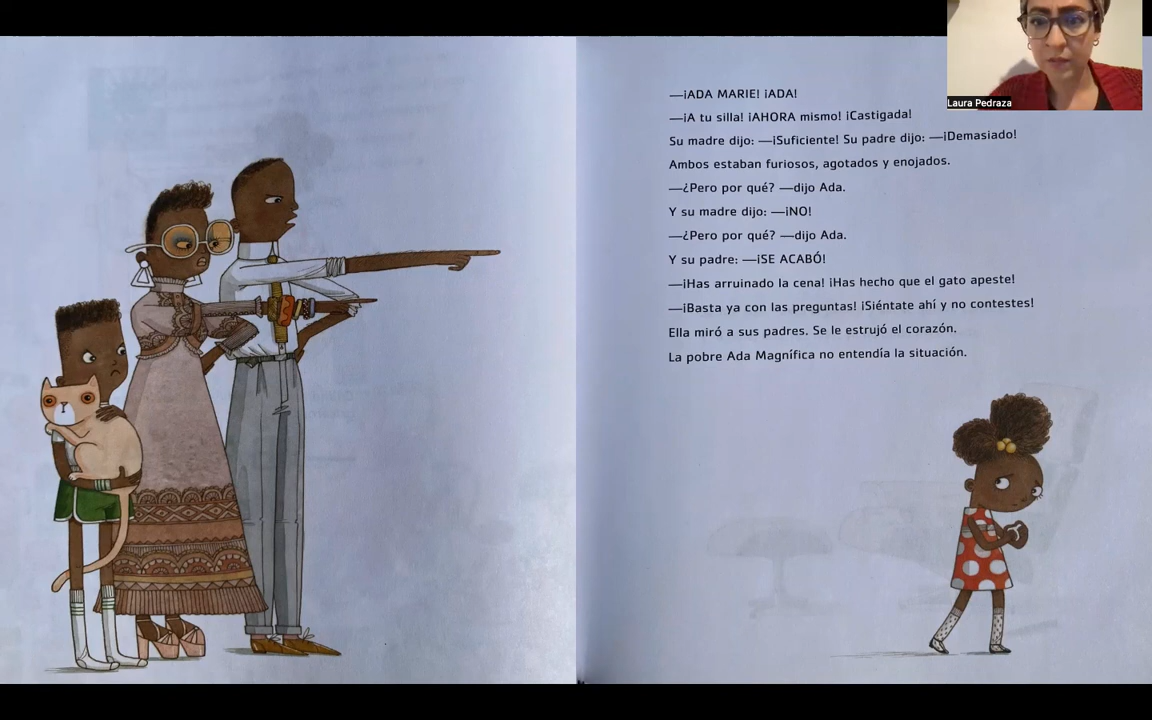 —¡ADA MARIE! ¡ADA!
—¡A tu silla! ¡AHORA mismo! ¡Castigada!
Su madre dijo: —¡Suficiente! Su padre dijo: —¡Demasiado!
Ambos estaban furiosos, agotados y enojados.
—¿Pero por qué? —dijo Ada.
Y su madre dijo: —¡NO!
—¿Pero por qué? —dijo Ada.
Y su padre: —¡SE ACABÓ!
—¡Has arruinado la cena! ¡Has hecho que el gato apeste!
—¡Basta ya con las preguntas! ¡Siéntate ahí y no contestes!
Ella miró a sus padres. Se le estrujó el corazón.
La pobre Ada Magnífica no entendía la situación.
Laura Pedraza